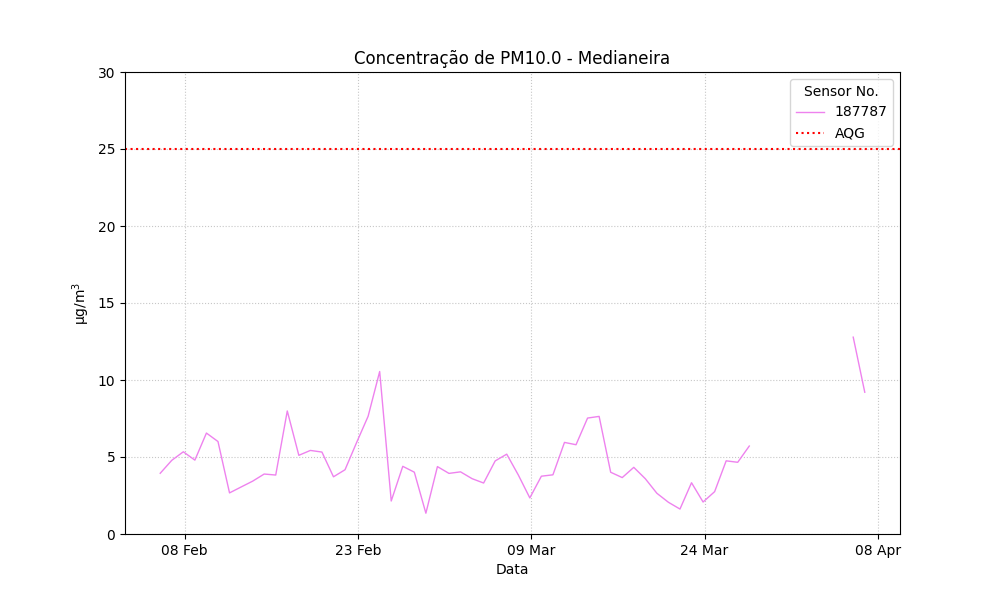 Concentração de PM10.0 - Medianeira
30
25
20
15
10
5
0
µg/m³
Sensor No.
187787
AQG
08 Feb
23 Feb
09 Mar
24 Mar
08 Apr
Data